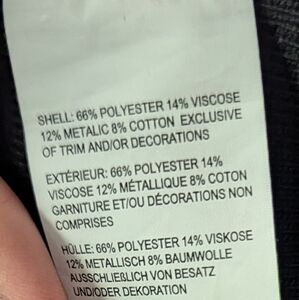 SHELL: 66% POLYESTER 14% VISCOSE
12% METALIC 8% COTTON EXCLUSIVE
OF TRIM AND/OR DECORATIONS
EXTÉRIEUR: 66% POLYESTER 14%
VISCOSE 12% MÉTALLIQUE 8% COTON
GARNITURE ET/OU DÉCORATIONS NON
COMPRISES
HÜLLE: 66% POLYESTER 14% VISKOSE
12% METALLISCH 8% BAUMWOLLE
AUSSCHLIEßLICH VON BESATZ
UND/ODER DEKORATION